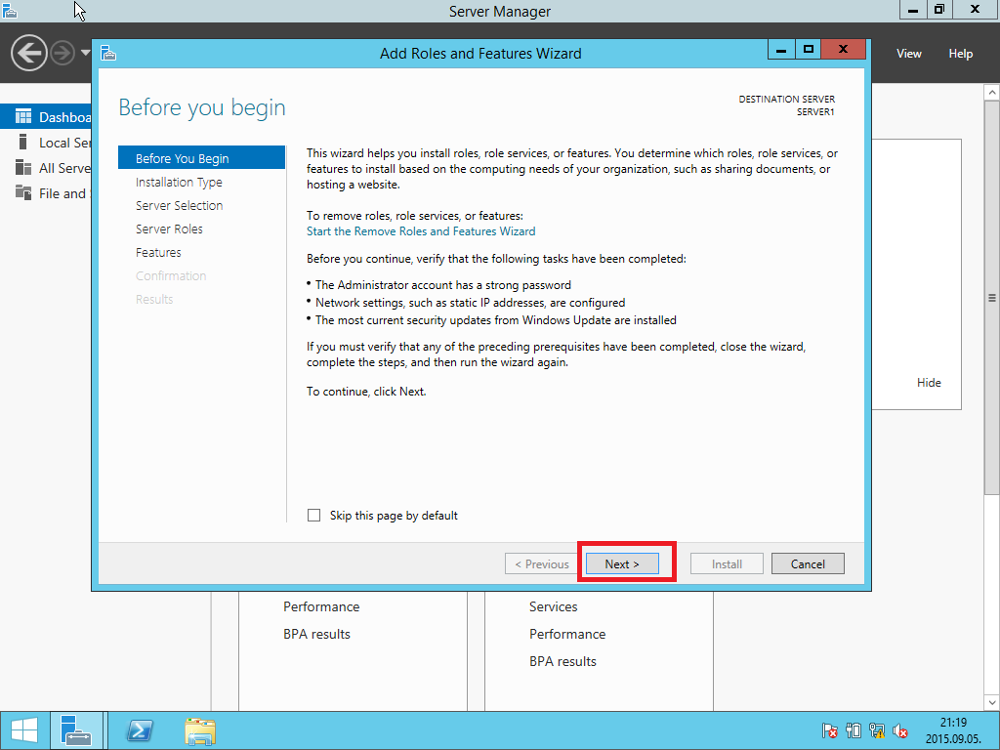 Server Manager
View Help
Add Roles and Features Wizard
Before you begin
DESTINATION SERVER
SERVER1
Local
All
File and
Before You Begin
Installation Type
Server Selection
Server Roles
Features
Confirmation
Results
This wizard helps you install roles, role services, or features. You determine which roles, role services, or
features to install based on the computing needs of your organization, such as sharing documents, or
hosting a website.
To remove roles, role services, or features:
Start the Remove Roles and Features Wizard
Before you continue, verify that the following tasks have been completed:
• The Administrator account has a strong password
• Network settings, such as static IP addresses, are configured
• The most current security updates from Windows Update are installed
If you must verify that any of the preceding prerequisites have been completed, close the wizard,
complete the steps, and then run the wizard again.
To continue, click Next.
Hide
Skip this page by default
< Previous Next > Install Cancel
Performance
BPA results
Services
Performance
BPA results
21:19
2015.09.05.